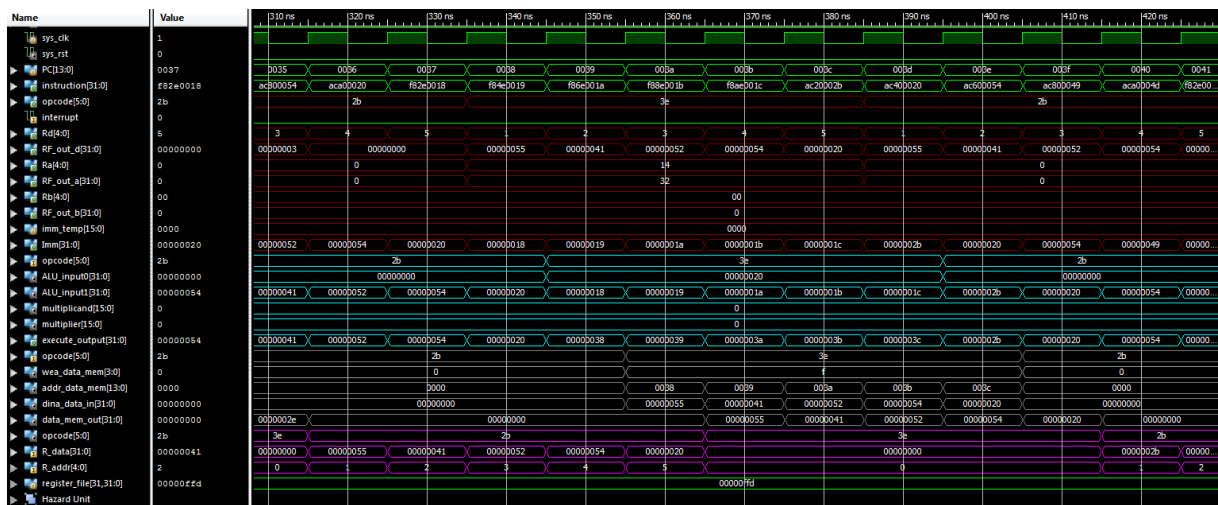 Name Value 310 ns 320 ns 330 ns 340 ns 350 ns 360 ns 370 ns 380 ns 390 ns 400 ns 410 ns 420 ns
sys_clk 1
sys_rst 0
PC[13:0] 0037 0035 0036 0037 0038 0039 003a 003b 003c 003d 003e 003f 0040 0041
instruction[31:0] f82e0018 ac800054 aca00020 f82e0018 f84e0019 f86e001a f88e001b f8ae001c ac20002b ac400020 ac600054 ac800049 aca0004d f82e00...
opcode[5:0] 2b 2b 3e 2b
interrupt 0
Rd[4:0] 5 3 4 5 1 2 3 4 5 1 2 3 4 5
RF_out_d[31:0] 00000000 00000003 00000000 00000055 00000041 00000052 00000054 00000020 00000055 00000041 00000052 00000054 00000...
Ra[4:0] 0 0 14 0
RF_out_a[31:0] 0 0 32 0
Rb[4:0] 00 00
RF_out_b[31:0] 0 0
imm_temp[15:0] 0000 0000
Imm[31:0] 00000020 00000052 00000054 00000020 00000018 00000019 0000001a 0000001b 0000001c 0000002b 00000020 00000054 00000049 00000...
opcode[5:0] 2b 2b 3e 2b
ALU_input0[31:0] 00000000 00000000 00000020 00000000
ALU_input1[31:0] 00000054 00000041 00000052 00000054 00000020 00000018 00000019 0000001a 0000001b 0000001c 0000002b 00000020 00000054 00000...
multiplicand[15:0] 0 0
multiplier[15:0] 0 0
execute_output[31:0] 00000054 00000041 00000052 00000054 00000020 00000038 00000039 0000003a 0000003b 0000003c 0000002b 00000020 00000054 00000...
opcode[5:0] 2b 2b 3e 2b
wea_data_mem[3:0] 0 0 f 0
addr_data_mem[13:0] 0000 0000 0038 0039 003a 003b 003c 0000
dina_data_in[31:0] 00000000 00000000 00000055 00000041 00000052 00000054 00000020 00000000
data_mem_out[31:0] 00000000 0000002e 00000000 00000055 00000041 00000052 00000054 00000020 00000000
opcode[5:0] 2b 3e 2b 3e 2b
R_data[31:0] 00000041 00000000 00000055 00000041 00000052 00000054 00000020 00000000 0000002b 00000...
R_addr[4:0] 2 0 1 2 3 4 5 0 1 2
register_file[31,31:0] 00000ffd 00000ffd
Hazard Unit